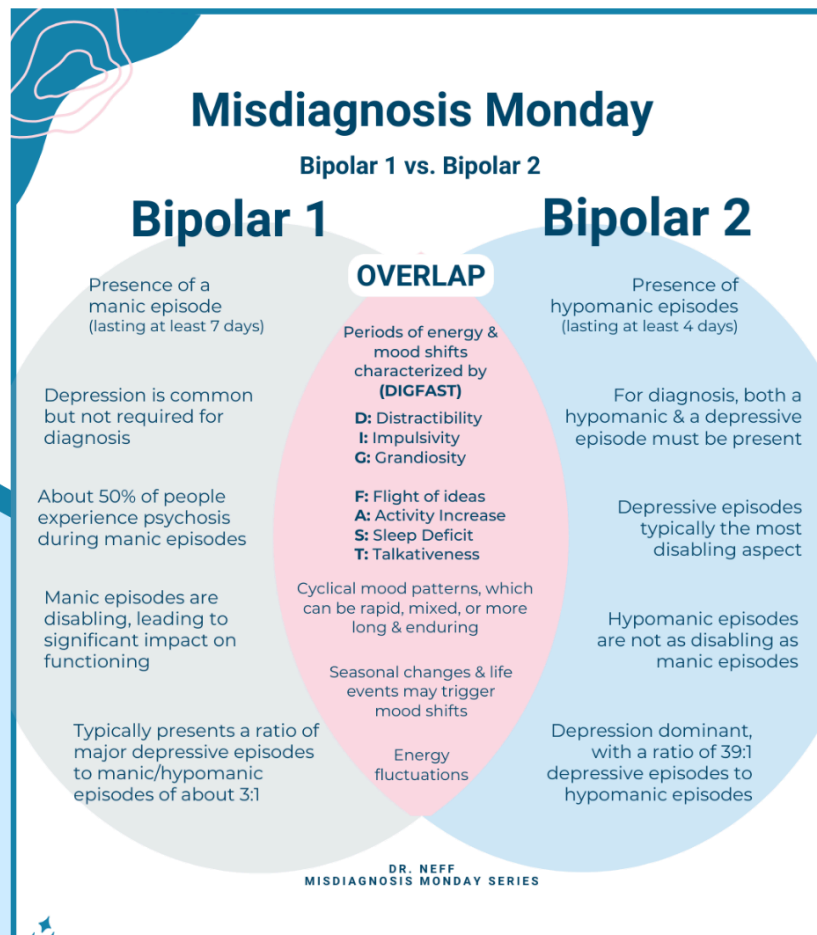 Misdiagnosis Monday
Bipolar 1 vs. Bipolar 2
Bipolar 1
Presence of a
manic episode
(lasting at least 7 days)
Depression is common
but not required for
diagnosis
About 50% of people
experience psychosis
during manic episodes
Manic episodes are
disabling, leading to
significant impact on
functioning
Typically presents a ratio of
major depressive episodes
to manic/hypomanic
episodes of about 3:1
OVERLAP
Periods of energy &
mood shifts
characterized by
(DIGFAST)
D: Distractibility
I: Impulsivity
G: Grandiosity
F: Flight of ideas
A: Activity Increase
S: Sleep Deficit
T: Talkativeness
Cyclical mood patterns, which
can be rapid, mixed, or more
long & enduring
Seasonal changes & life
events may trigger
mood shifts
Energy
fluctuations
Bipolar 2
Presence of
hypomanic episodes
(lasting at least 4 days)
For diagnosis, both a
hypomanic & a depressive
episode must be present
Depressive episodes
typically the most
disabling aspect
Hypomanic episodes
are not as disabling as
manic episodes
Depression dominant,
with a ratio of 39:1
depressive episodes to
hypomanic episodes
DR. NEFF
MISDIAGNOSIS MONDAY SERIES